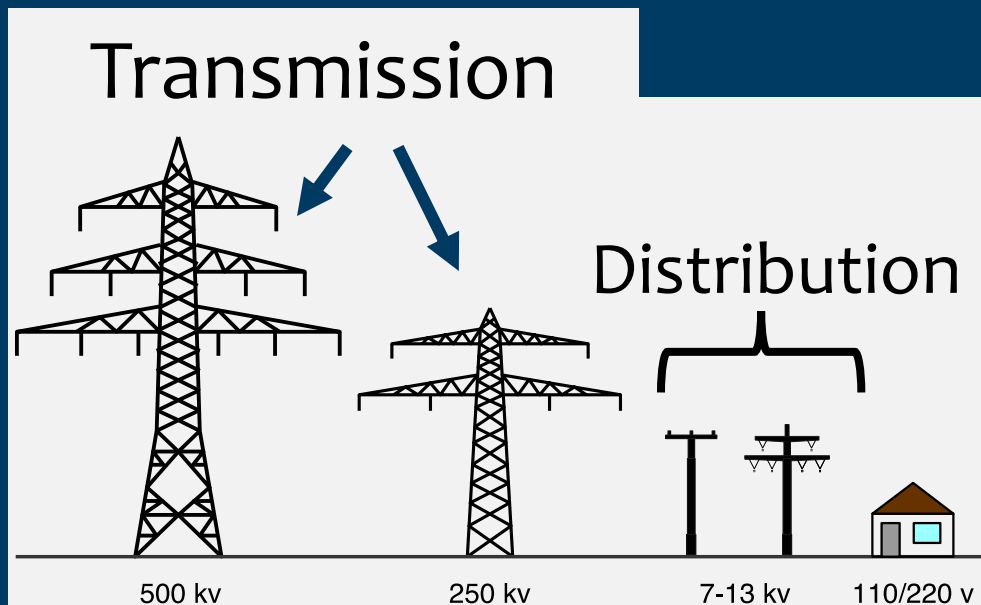 Transmission
Distribution
500 kv
250 kv
7-13 kv
110/220 v